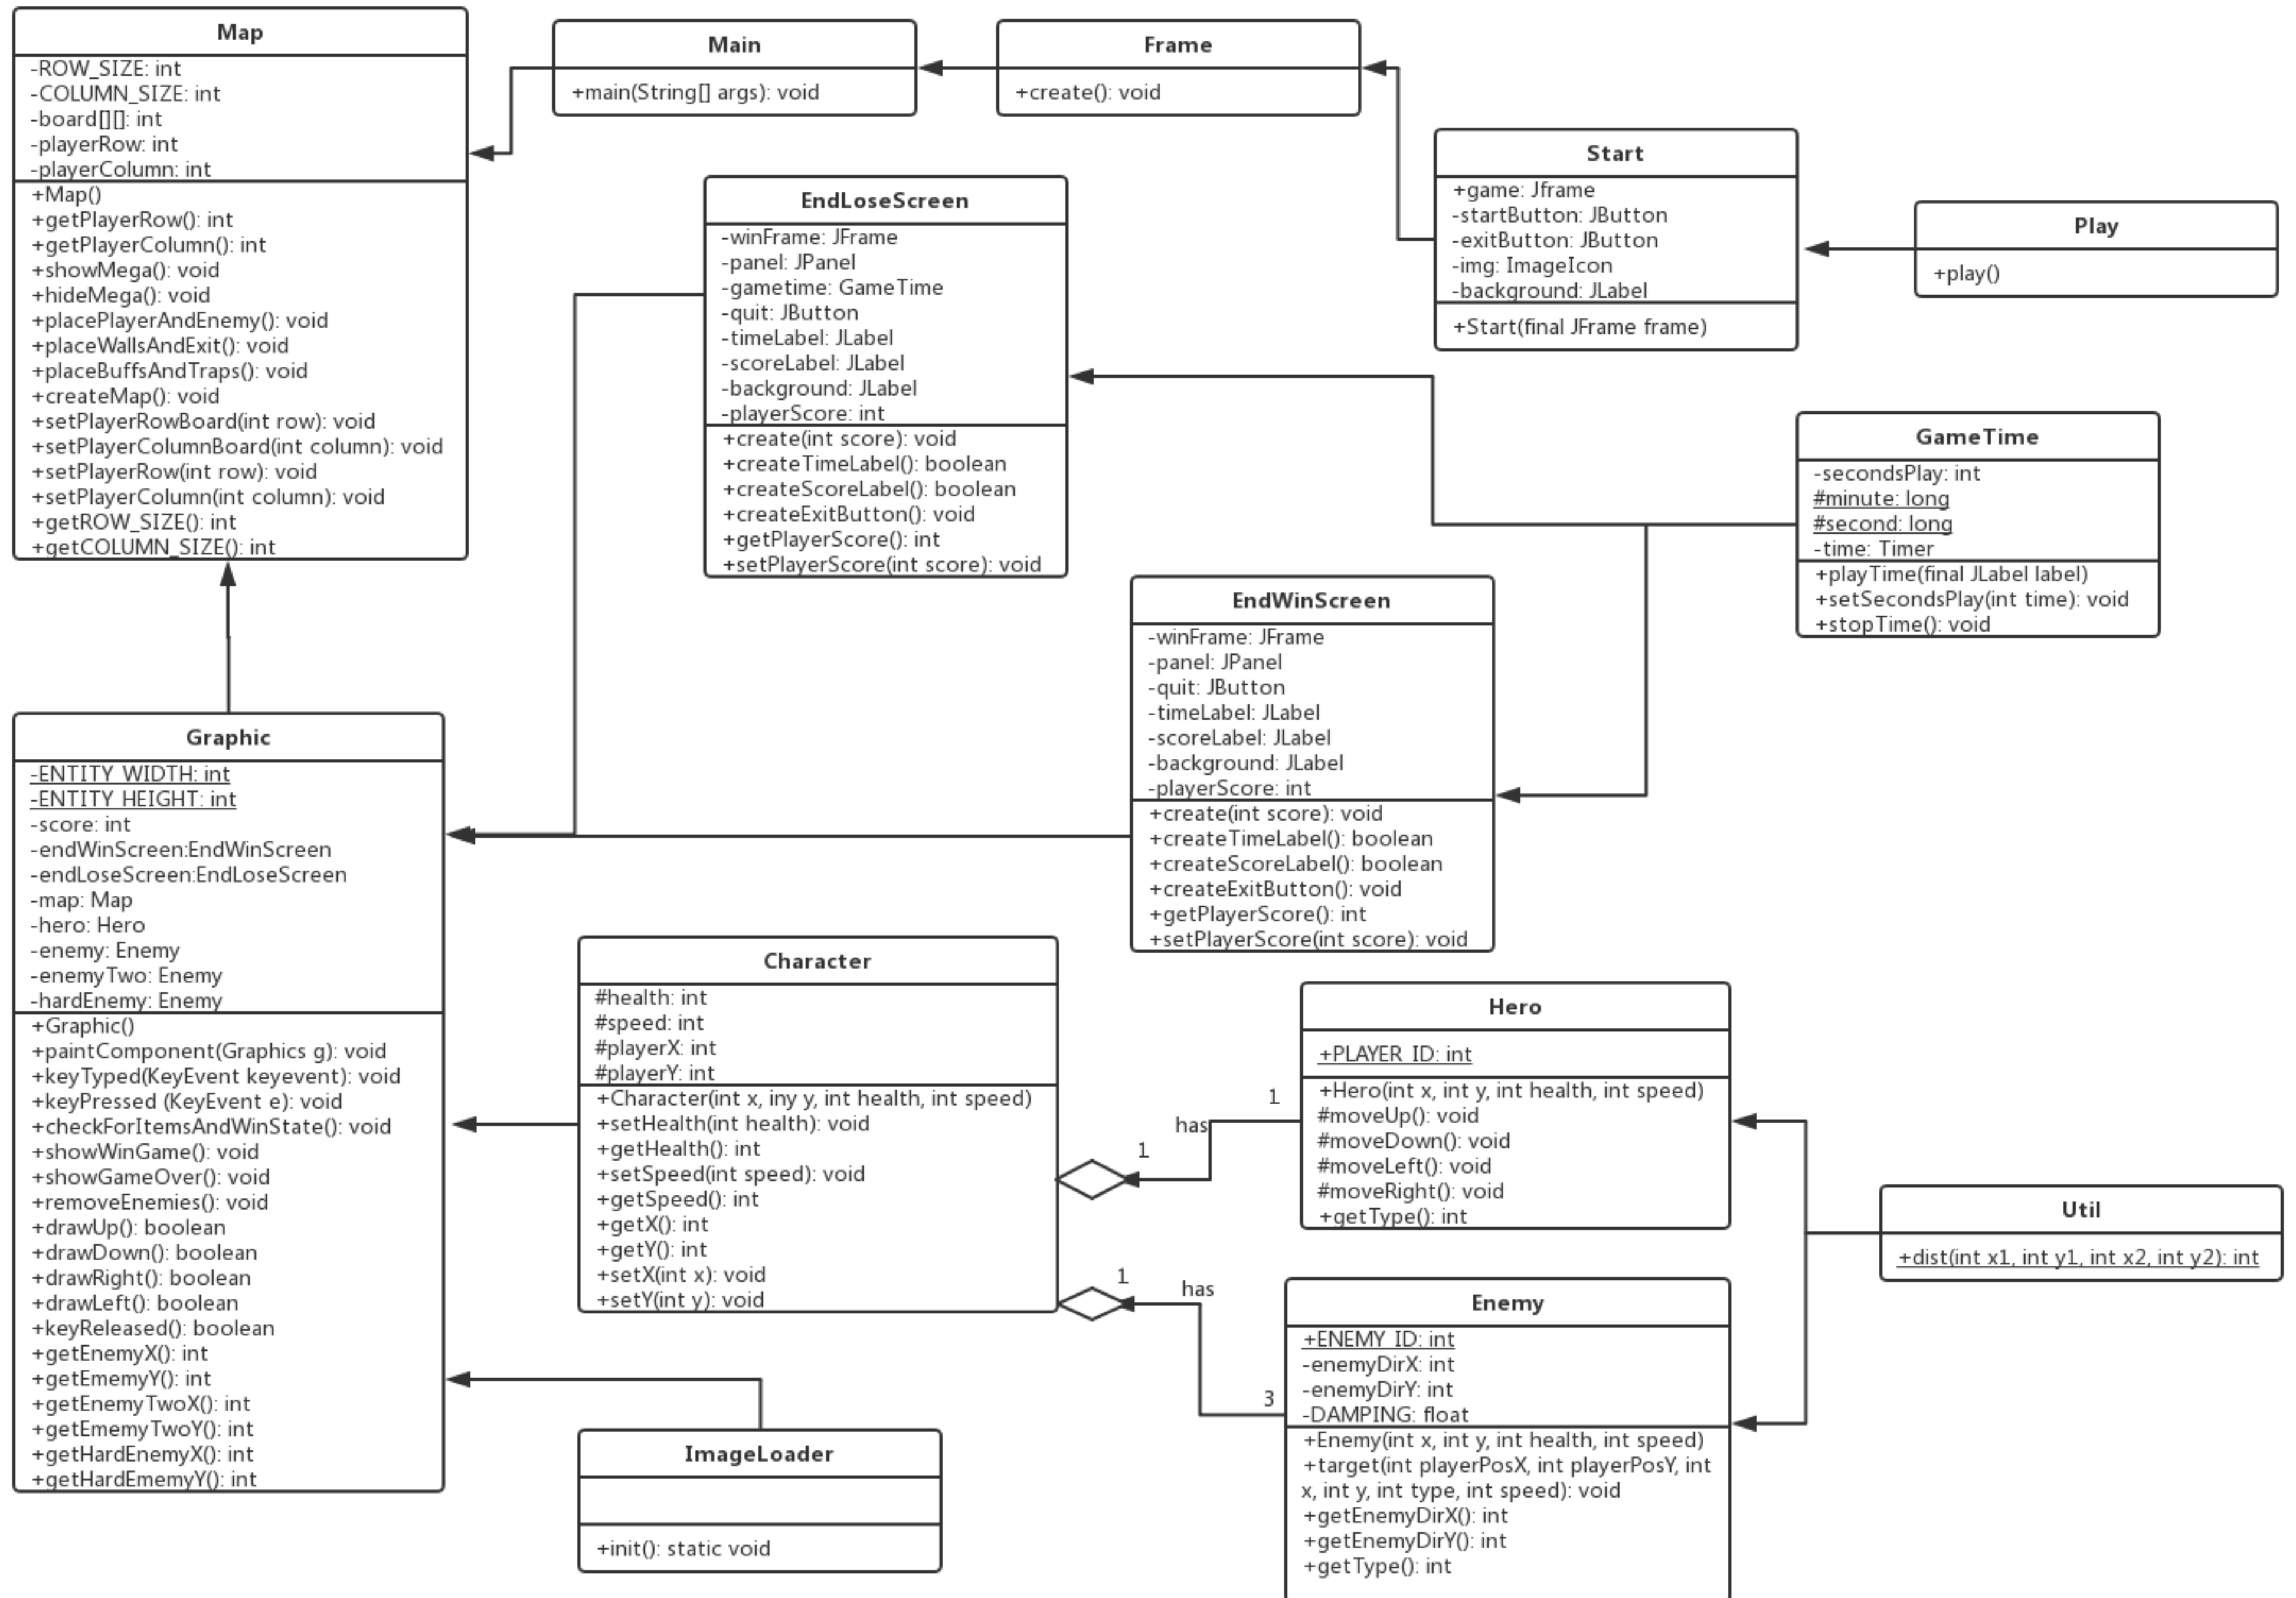 Map
-ROW_SIZE: int
-COLUMN_SIZE: int
-board[][]: int
-playerRow: int
-playerColumn: int
+Map()
+getPlayerRow(): int
+getPlayerColumn(): int
+showMega(): void
+hideMega(): void
+placePlayerAndEnemy(): void
+placeWallsAndExit(): void
+placeBuffsAndTraps(): void
+createMap(): void
+setPlayerRowBoard(int row): void
+setPlayerColumnBoard(int column): void
+setPlayerRow(int row): void
+setPlayerColumn(int column): void
+getROW_SIZE(): int
+getCOLUMN_SIZE(): int
Main
+main(String[] args): void
Frame
+create(): void
Start
+game: Jframe
-startButton: JButton
-exitButton: JButton
-img: ImageIcon
-background: JLabel
+Start(final JFrame frame)
Play
+play()
EndLoseScreen
-winFrame: JFrame
-panel: JPanel
-gametime: GameTime
-quit: JButton
-timeLabel: JLabel
-scoreLabel: JLabel
-background: JLabel
-playerScore: int
+create(int score): void
+createTimeLabel(): boolean
+createScoreLabel(): boolean
+createExitButton(): void
+getPlayerScore(): int
+setPlayerScore(int score): void
GameTime
-secondsPlay: int
#minute: long
#second: long
-time: Timer
+playTime(final JLabel label)
+setSecondsPlay(int time): void
+stopTime(): void
EndWinScreen
-winFrame: JFrame
-panel: JPanel
-quit: JButton
-timeLabel: JLabel
-scoreLabel: JLabel
-background: JLabel
-playerScore: int
+create(int score): void
+createTimeLabel(): boolean
+createScoreLabel(): boolean
+createExitButton(): void
+getPlayerScore(): int
+setPlayerScore(int score): void
Graphic
-ENTITY_WIDTH: int
-ENTITY_HEIGHT: int
-score: int
-endWinScreen:EndWinScreen
-endLoseScreen:EndLoseScreen
-map: Map
-hero: Hero
-enemy: Enemy
-enemyTwo: Enemy
-hardEnemy: Enemy
+Graphic()
+paintComponent(Graphics g): void
+keyTyped(KeyEvent keyevent): void
+keyPressed (KeyEvent e): void
+checkForItemsAndWinState(): void
+showWinGame(): void
+showGameOver(): void
+removeEnemies(): void
+drawUp(): boolean
+drawDown(): boolean
+drawRight(): boolean
+drawLeft(): boolean
+keyReleased(): boolean
+getEnemyX(): int
+getEmemyY(): int
+getEnemyTwoX(): int
+getEmemyTwoY(): int
+getHardEnemyX(): int
+getHardEmemyY(): int
Character
#health: int
#speed: int
#playerX: int
#playerY: int
+Character(int x, iny y, int health, int speed)
+setHealth(int health): void
+getHealth(): int
+setSpeed(int speed): void
+getSpeed(): int
+getX(): int
+getY(): int
+setX(int x): void
+setY(int y): void
1
has
1
1
has
3
Hero
+PLAYER_ID: int
+Hero(int x, int y, int health, int speed)
#moveUp(): void
#moveDown(): void
#moveLeft(): void
#moveRight(): void
+getType(): int
Util
+dist(int x1, int y1, int x2, int y2): int
Enemy
+ENEMY_ID: int
-enemyDirX: int
-enemyDirY: int
-DAMPING: float
+Enemy(int x, int y, int health, int speed)
+target(int playerPosX, int playerPosY, int
x, int y, int type, int speed): void
+getEnemyDirX(): int
+getEnemyDirY(): int
+getType(): int
ImageLoader
+init(): static void